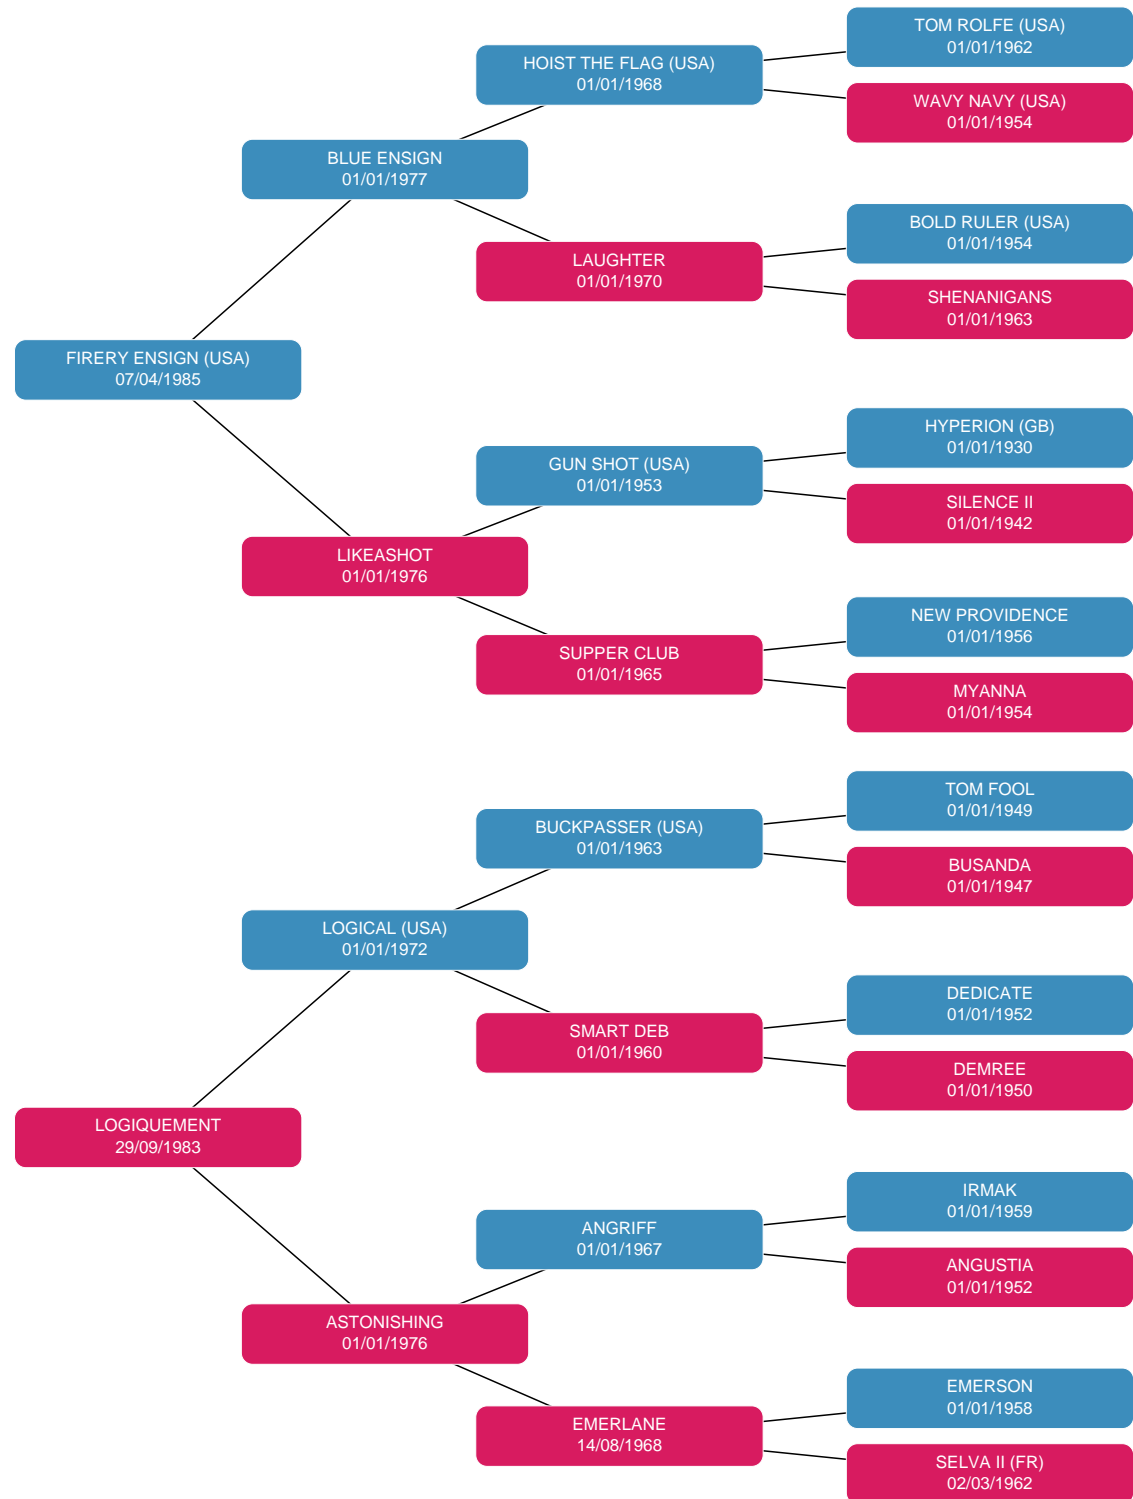 TOM ROLFE (USA)
01/01/1962
HOIST THE FLAG (USA)
01/01/1968
WAVY NAVY (USA)
01/01/1954
BLUE ENSIGN
01/01/1977
BOLD RULER (USA)
01/01/1954
LAUGHTER
01/01/1970
SHENANIGANS
01/01/1963
FIRERY ENSIGN (USA)
07/04/1985
HYPERION (GB)
01/01/1930
GUN SHOT (USA)
01/01/1953
SILENCE II
01/01/1942
LIKEASHOT
01/01/1976
NEW PROVIDENCE
01/01/1956
SUPPER CLUB
01/01/1965
MYANNA
01/01/1954
TOM FOOL
01/01/1949
BUCKPASSER (USA)
01/01/1963
BUSANDA
01/01/1947
LOGICAL (USA)
01/01/1972
DEDICATE
01/01/1952
SMART DEB
01/01/1960
DEMREE
01/01/1950
LOGIQUEMENT
29/09/1983
IRMAK
01/01/1959
ANGRIFF
01/01/1967
ANGUSTIA
01/01/1952
ASTONISHING
01/01/1976
EMERSON
01/01/1958
EMERLANE
14/08/1968
SELVA II (FR)
02/03/1962